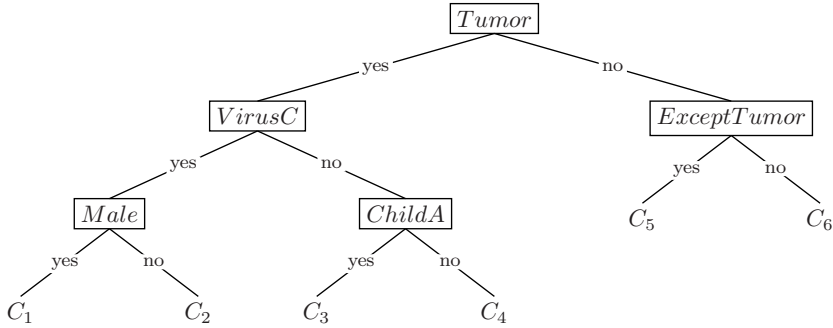 Tumor
yes
no
VirusC
ExceptTumor
yes
no
yes
no
Male
ChildA
C5
C6
yes
no
yes
no
C1
C2
C3
C4